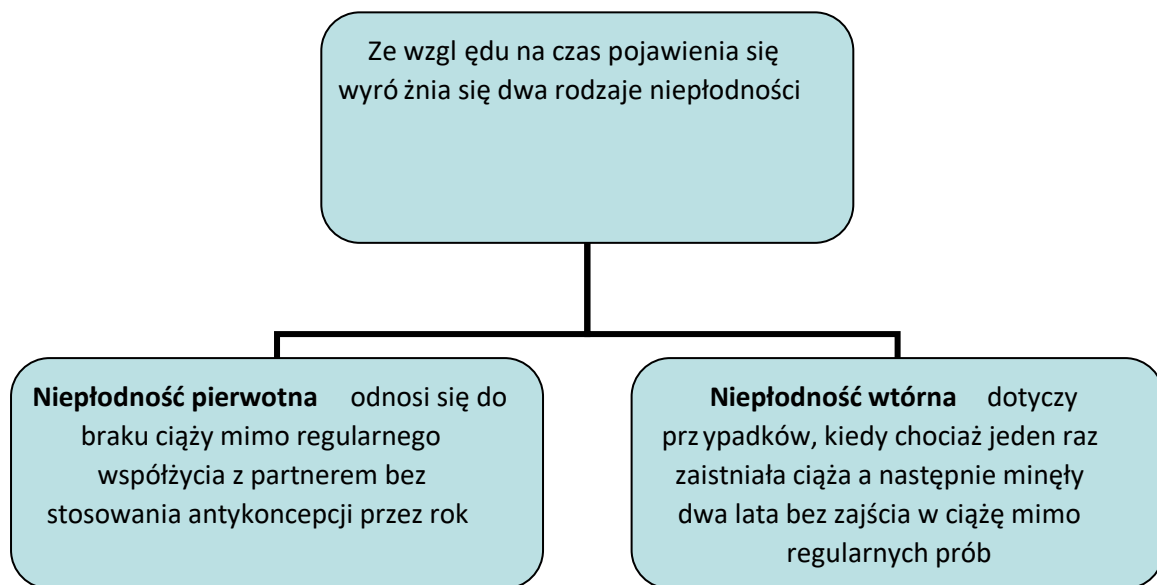 Ze wzgl ędu na czas pojawienia się
wyró żnia się dwa rodzaje niepłodności
Niepłodność pierwotna odnosi się do
braku ciąży mimo regularnego
współżycia z partnerem bez
stosowania antykoncepcji przez rok
Niepłodność wtórna dotyczy
prz ypadków, kiedy chociaż jeden raz
zaistniała ciąża a następnie minęły
dwa lata bez zajścia w ciążę mimo
regularnych prób